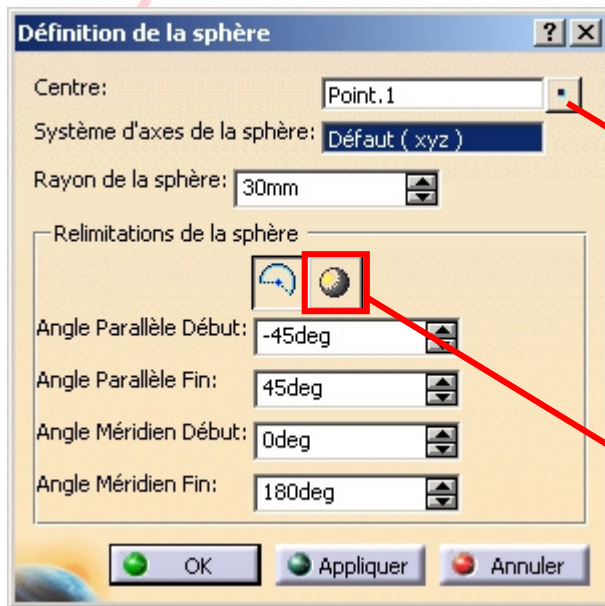 Définition de la sphère
Centre: Point.1
Système d'axes de la sphère: Défaut ( xyz )
Rayon de la sphère: 30mm
Relimitations de la sphère
Angle Parallèle Début: -45deg
Angle Parallèle Fin: 45deg
Angle Méridien Début: 0deg
Angle Méridien Fin: 180deg
OK Appliquer Annuler